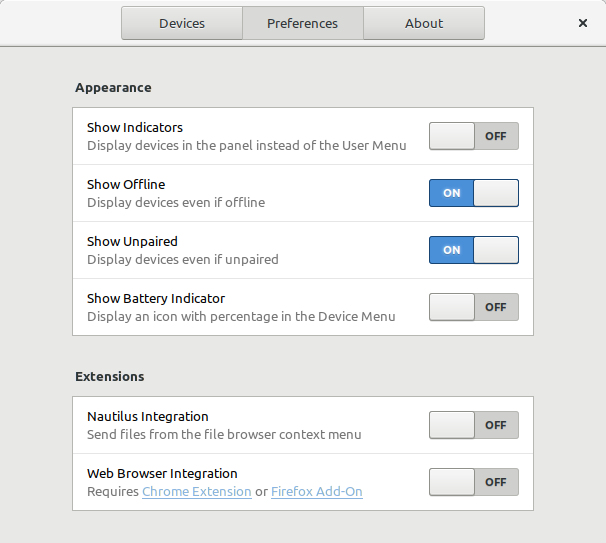 Devices Preferences About
Appearance
Show Indicators
Display devices in the panel instead of the User Menu
OFF
Show Offline
Display devices even if offline
ON
Show Unpaired
Display devices even if unpaired
ON
Show Battery Indicator
Display an icon with percentage in the Device Menu
OFF
Extensions
Nautilus Integration
Send files from the file browser context menu
OFF
Web Browser Integration
Requires Chrome Extension or Firefox Add-On
OFF